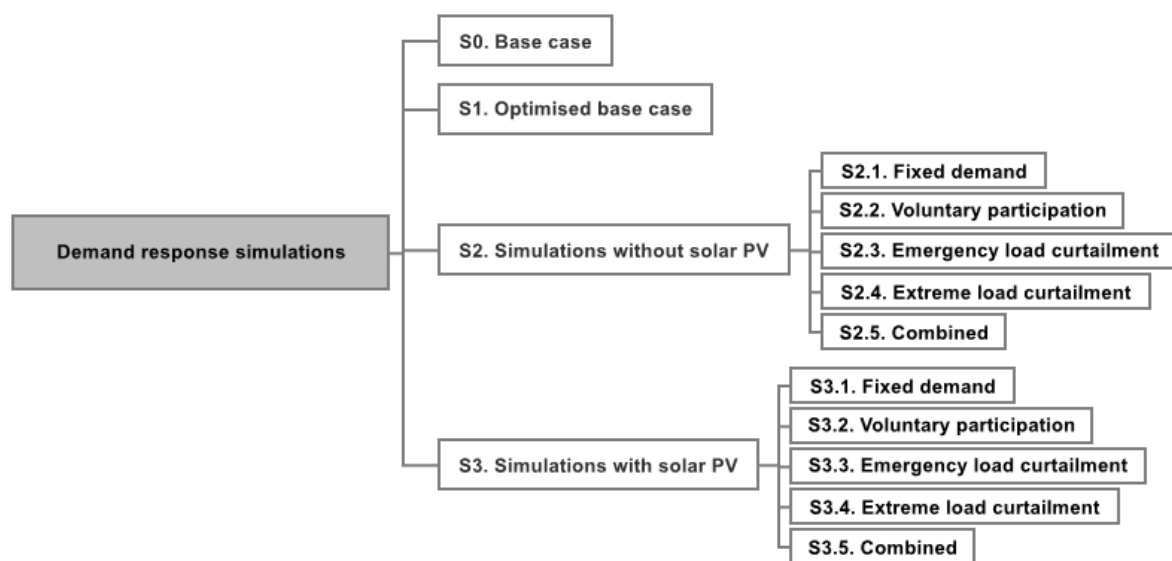 Demand response simulations
S0. Base case
S1. Optimised base case
S2. Simulations without solar PV
S2.1. Fixed demand
S2.2. Voluntary participation
S2.3. Emergency load curtailment
S2.4. Extreme load curtailment
S2.5. Combined
S3. Simulations with solar PV
S3.1. Fixed demand
S3.2. Voluntary participation
S3.3. Emergency load curtailment
S3.4. Extreme load curtailment
S3.5. Combined